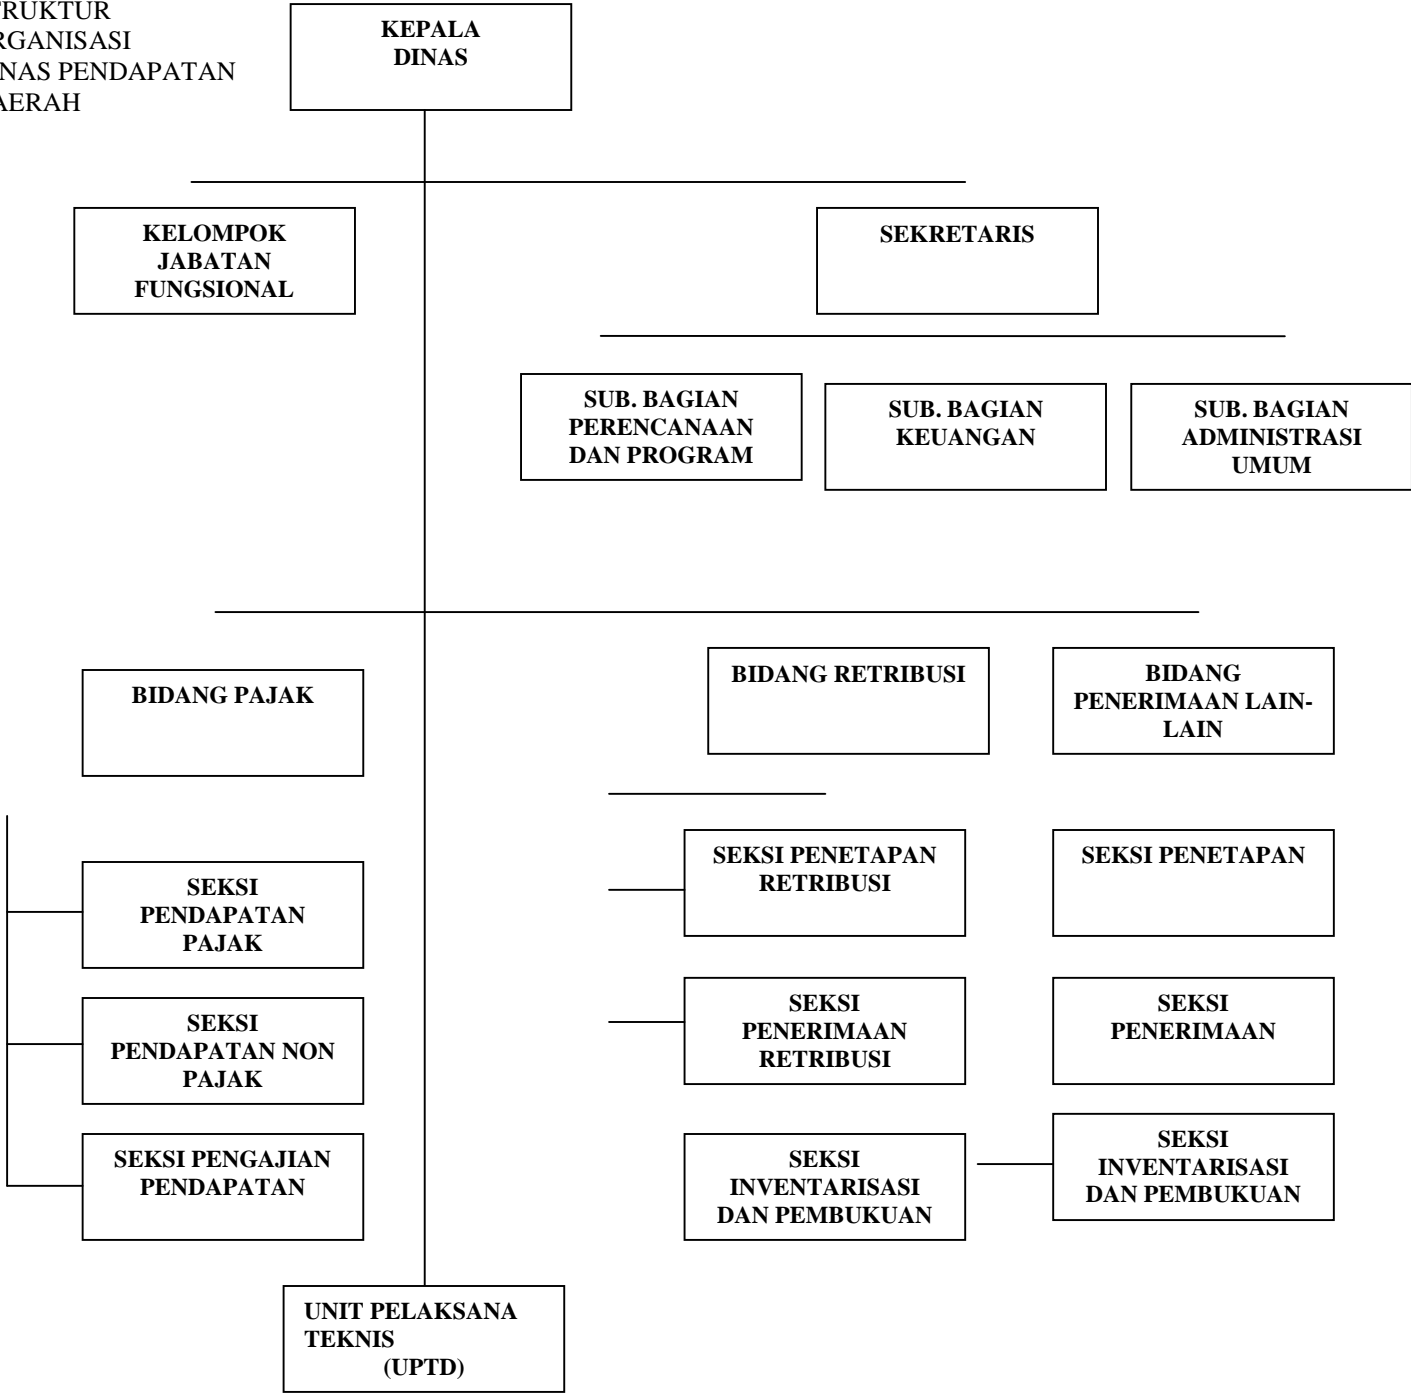 TRUKTUR
RGANISASI
NAS PENDAPATAN
AERAH
KEPALA
DINAS
KELOMPOK
JABATAN
FUNGSIONAL
SEKRETARIS
SUB. BAGIAN
PERENCANAAN
DAN PROGRAM
SUB. BAGIAN
KEUANGAN
SUB. BAGIAN
ADMINISTRASI
UMUM
BIDANG PAJAK
BIDANG RETRIBUSI
BIDANG
PENERIMAAN LAIN-
LAIN
SEKSI
PENDAPATAN
PAJAK
SEKSI PENETAPAN
RETRIBUSI
SEKSI PENETAPAN
SEKSI
PENDAPATAN NON
PAJAK
SEKSI
PENERIMAAN
RETRIBUSI
SEKSI
PENERIMAAN
SEKSI PENGAJIAN
PENDAPATAN
SEKSI
INVENTARISASI
DAN PEMBUKUAN
SEKSI
INVENTARISASI
DAN PEMBUKUAN
UNIT PELAKSANA
TEKNIS
(UPTD)